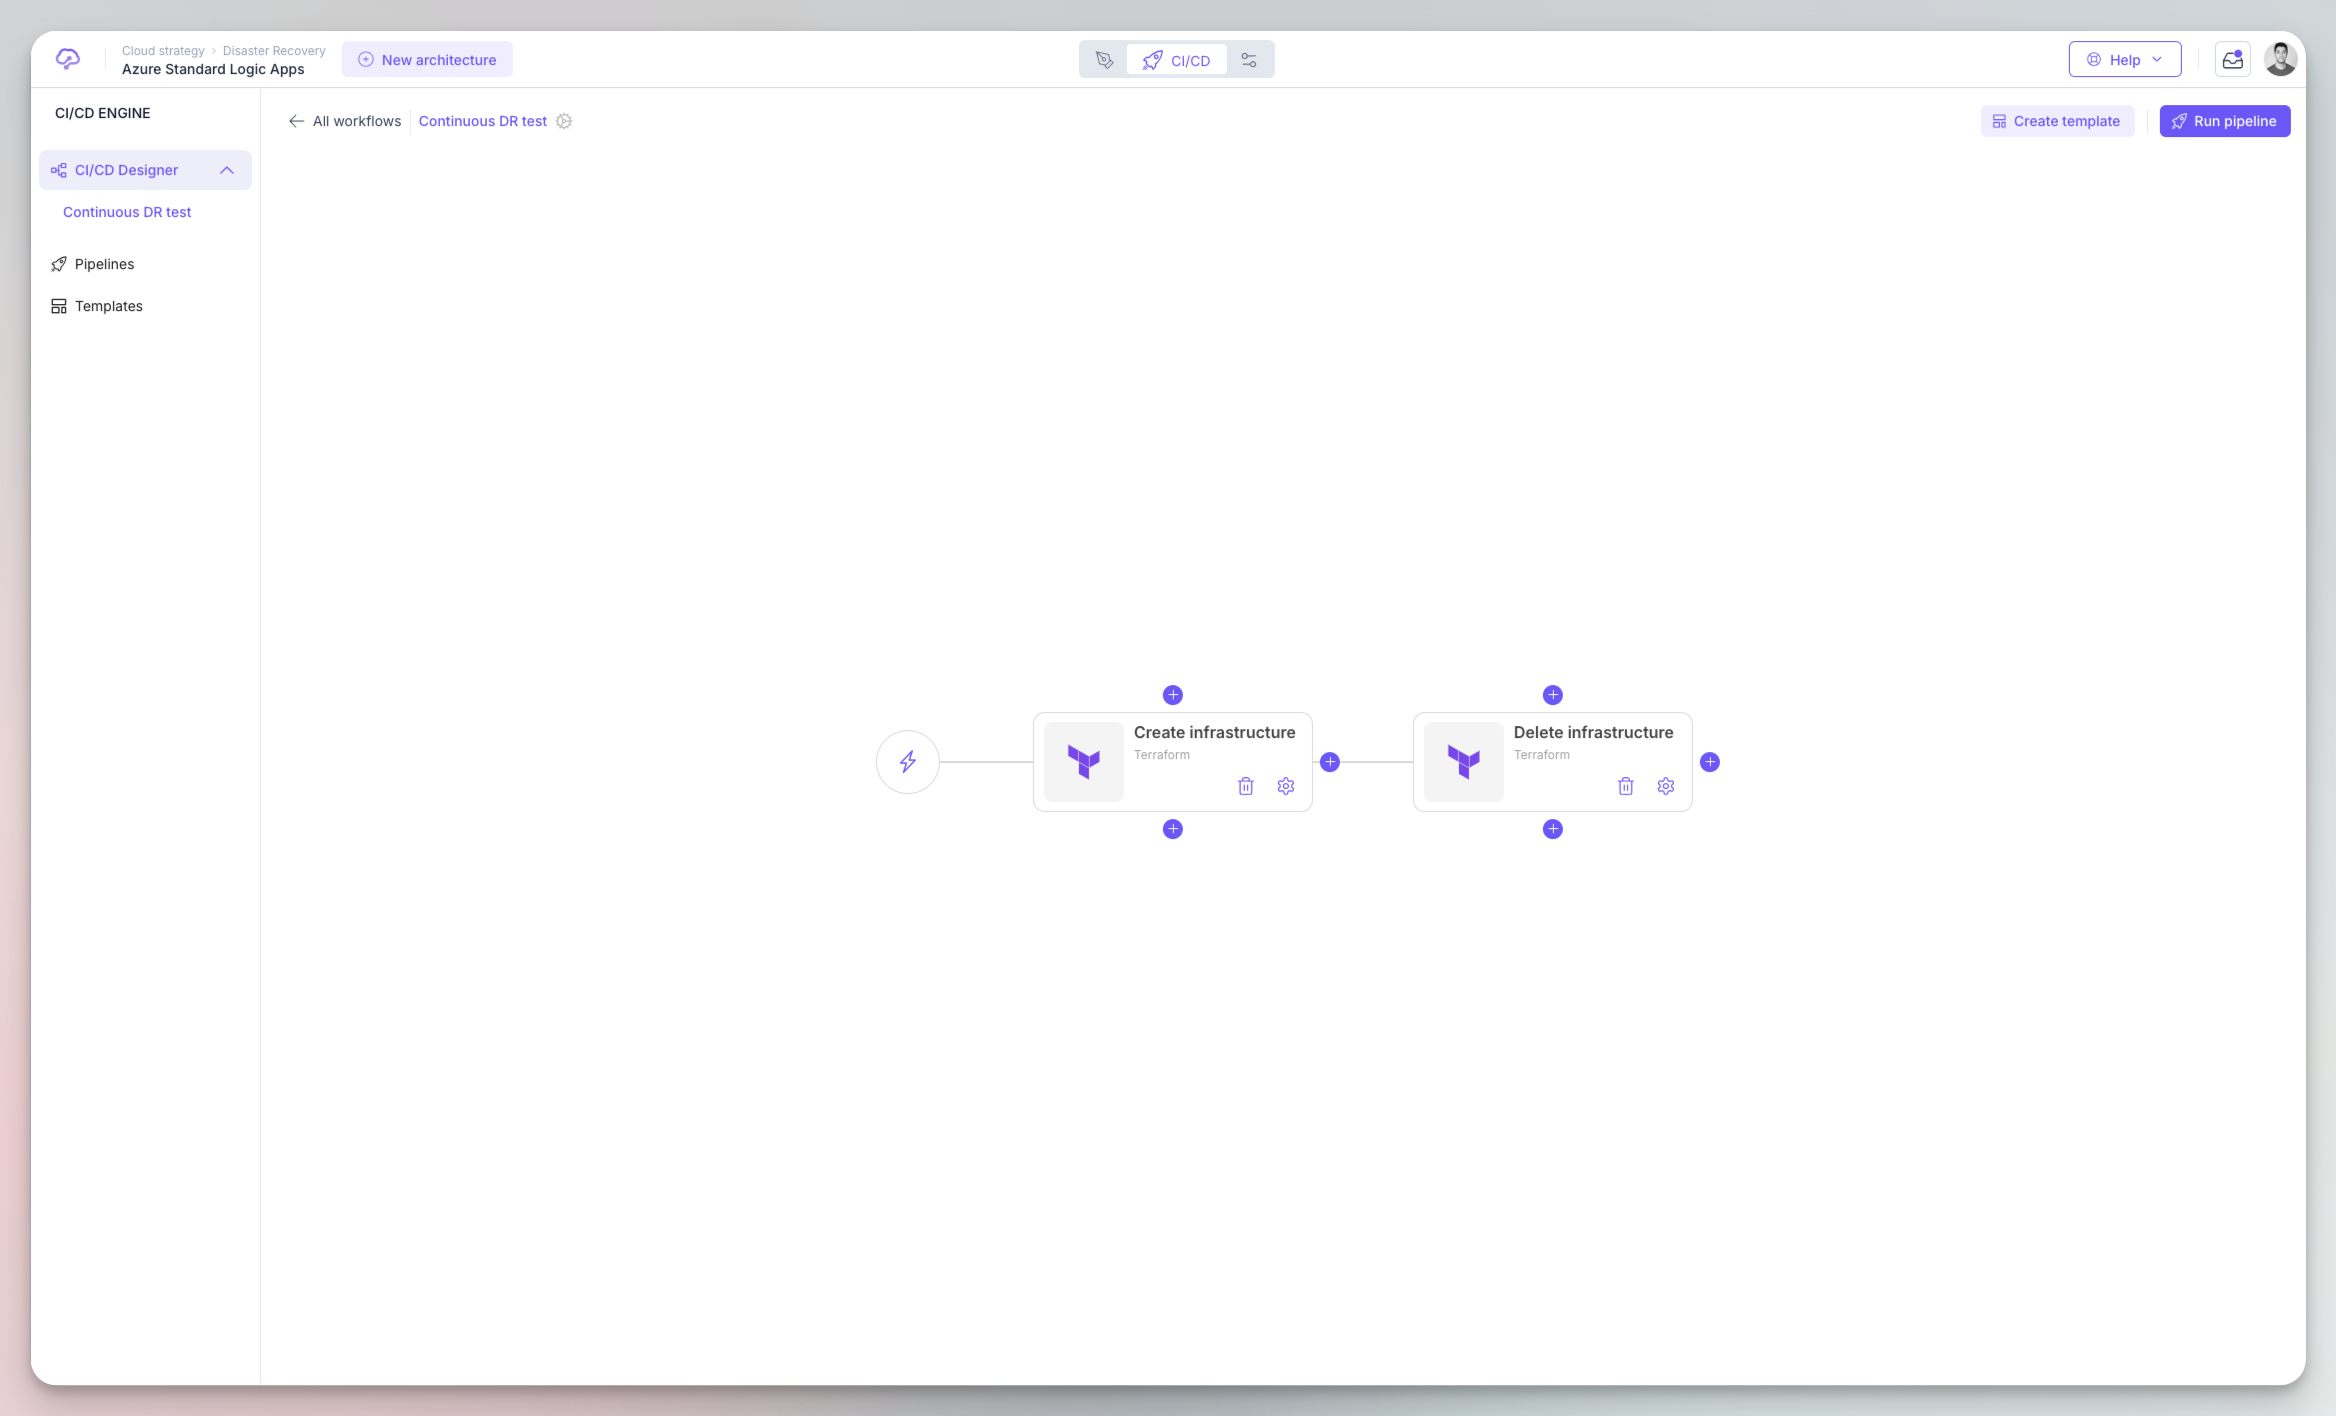 Cloud strategy › Disaster Recovery
Azure Standard Logic Apps
New architecture
CI/CD
Help
CI/CD ENGINE
CI/CD Designer
Continuous DR test
Pipelines
Templates
All workflows
Continuous DR test
Create template
Run pipeline
Create infrastructure
Terraform
Delete infrastructure
Terraform